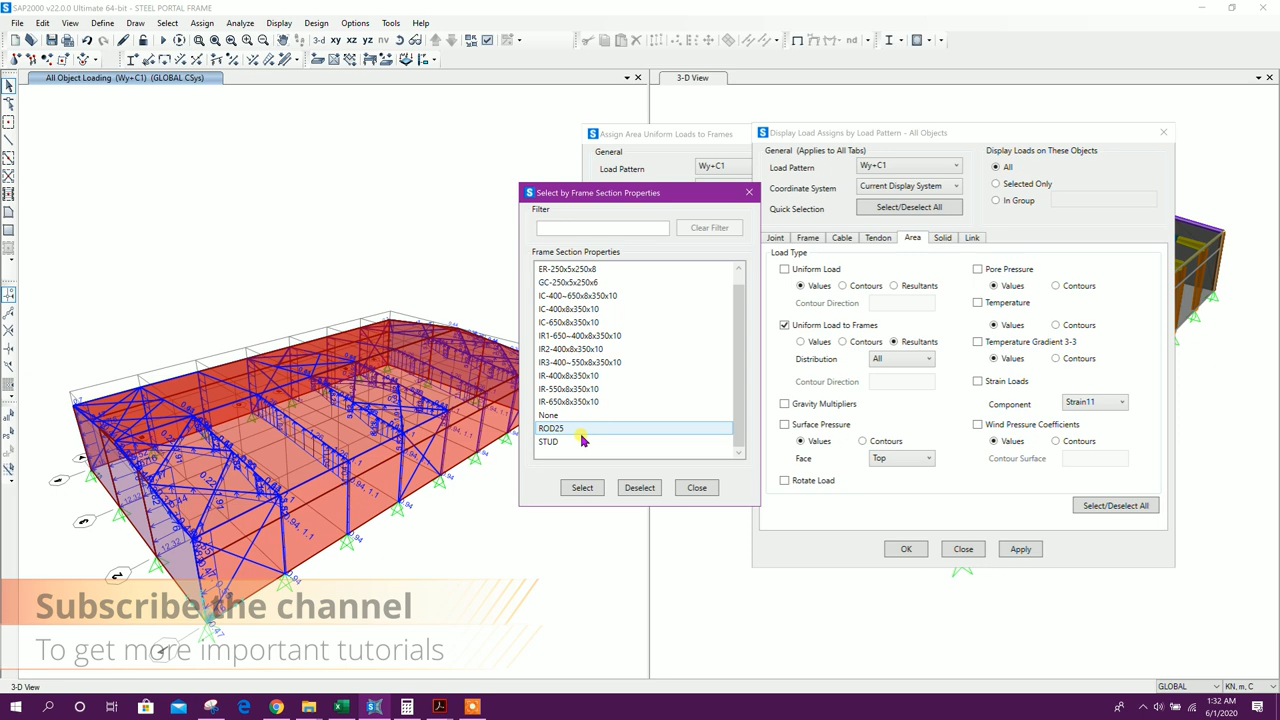 SAP2000 v22.0.0 Ultimate 64-bit - STEEL PORTAL FRAME
File Edit View Define Draw Select Assign Analyze Display Design Options Tools Help
3-d xy xz yz nv
nd
All Object Loading (Wy+C1) (GLOBAL CSys)
3-D View
Assign Area Uniform Loads to Frames
General
Load Pattern Wy+C1
Display Load Assigns by Load Pattern - All Objects
General (Applies to All Tabs)
Load Pattern Wy+C1
Coordinate System Current Display System
Quick Selection Select/Deselect All
Display Loads on These Objects
All
Selected Only
In Group
Joint Frame Cable Tendon Area Solid Link
Load Type
Uniform Load
Values Contours Resultants
Contour Direction
Uniform Load to Frames
Values Contours Resultants
Distribution All
Contour Direction
Gravity Multipliers
Surface Pressure
Values Contours
Face Top
Rotate Load
Pore Pressure
Values Contours
Temperature
Values Contours
Temperature Gradient 3-3
Values Contours
Strain Loads
Component Strain11
Wind Pressure Coefficients
Values Contours
Contour Surface
Select/Deselect All
OK Close Apply
Select by Frame Section Properties
Filter
Clear Filter
Frame Section Properties
ER-250x5x250x8
GC-250x5x250x6
IC-400~650x8x350x10
IC-400x8x350x10
IC-650x8x350x10
IR1-650~400x8x350x10
IR2-400x8x350x10
IR3-400~550x8x350x10
IR-400x8x350x10
IR-550x8x350x10
IR-650x8x350x10
None
ROD25
STUD
Select Deselect Close
Subscribe the channel
To get more important tutorials
3-D View
GLOBAL KN, m, C
1:32 AM
6/1/2020